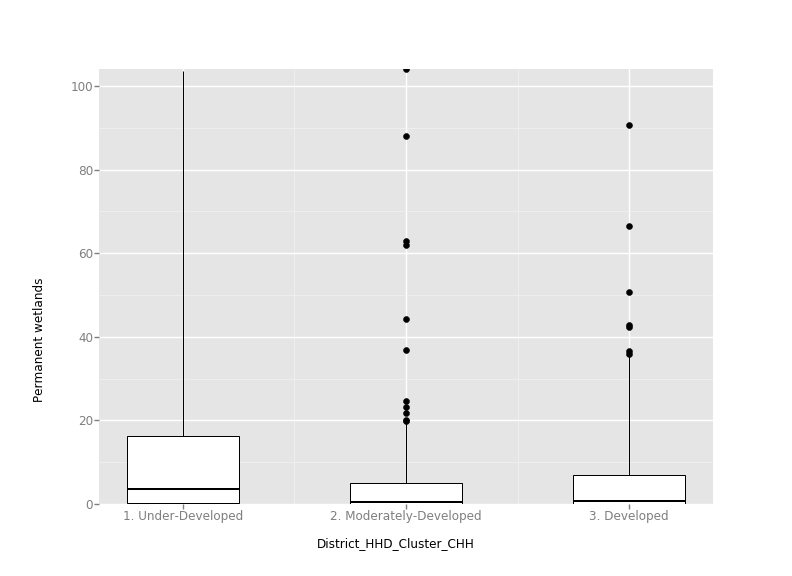 100
80
60
40
20
0
Permanent wetlands
1. Under-Developed
2. Moderately-Developed
3. Developed
District_HHD_Cluster_CHH